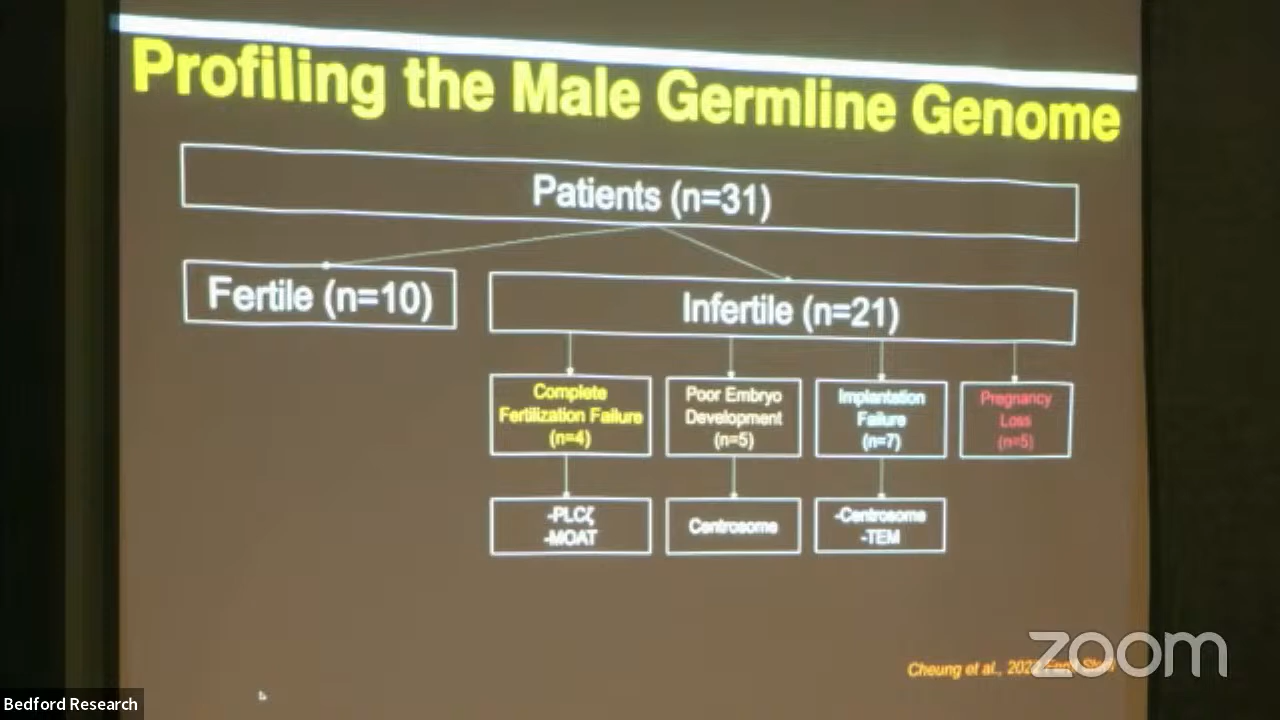 Profiling the Male Germline Genome
Patients (n=31)
Fertile (n=10)
Infertile (n=21)
Complete
Fertilization Failure
(n=4)
Poor Embryo
Development
(n=5)
Implantation
Failure
(n=7)
Pregnancy
Loss
(n=5)
-PLCζ
-MOAT
Centrosome
-Centrosome
-TEM
Cheung et al.,
zoom
Bedford Research